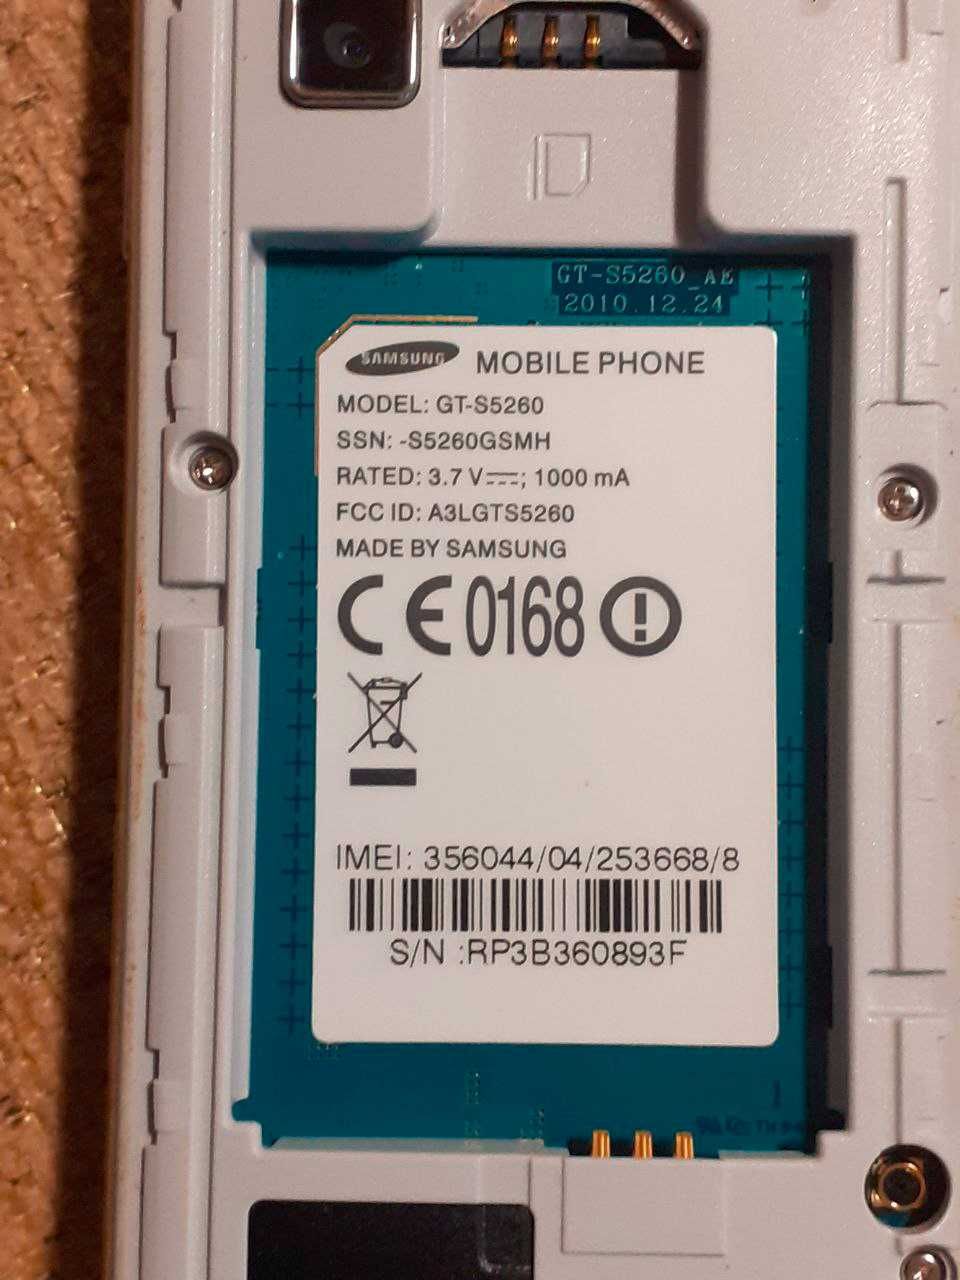 GT-S5260_AE
2010.12.24
SAMSUNG MOBILE PHONE
MODEL: GT-S5260
SSN: -S5260GSMH
RATED: 3.7 V⎓; 1000 mA
FCC ID: A3LGTS5260
MADE BY SAMSUNG
CE0168
IMEI: 356044/04/253668/8
S/N :RP3B360893F